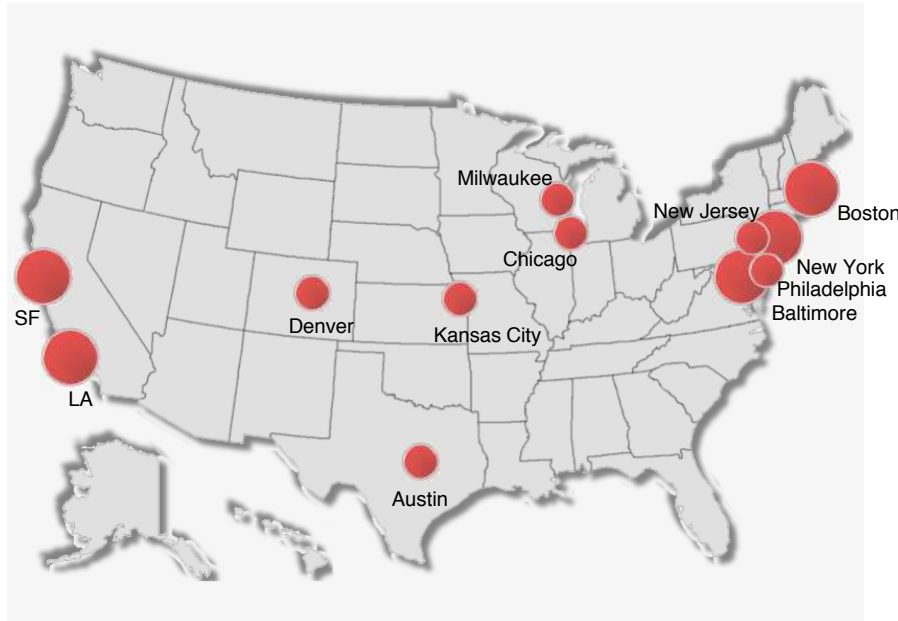 Milwaukee
New Jersey
Boston
Chicago
New York
Philadelphia
Baltimore
SF
Denver
Kansas City
LA
Austin